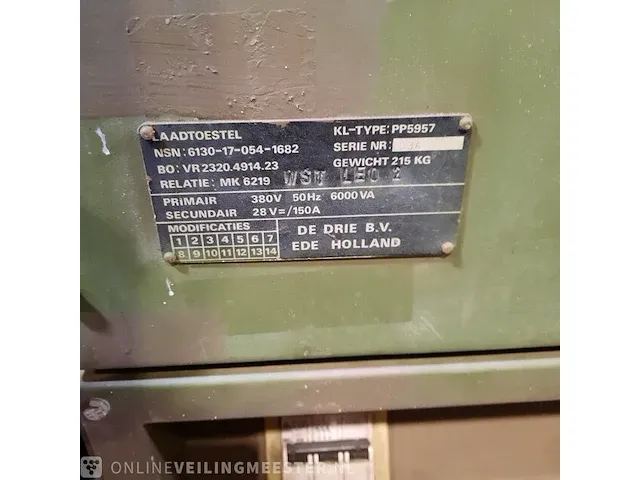 LAADTOESTEL KL-TYPE: PP5957
NSN: 6130-17-054-1682 SERIE NR:
BO: VR 2320.4914.23 GEWICHT 215 KG
RELATIE: MK 6219 WST LEO 2
PRIMAIR 380V 50Hz 6000VA
SECUNDAIR 28V=/150A
MODIFICATIES DE DRIE B.V.
1 2 3 4 5 6 7 EDE HOLLAND
8 9 10 11 12 13 14
ONLINEVEILINGMEESTER.NL